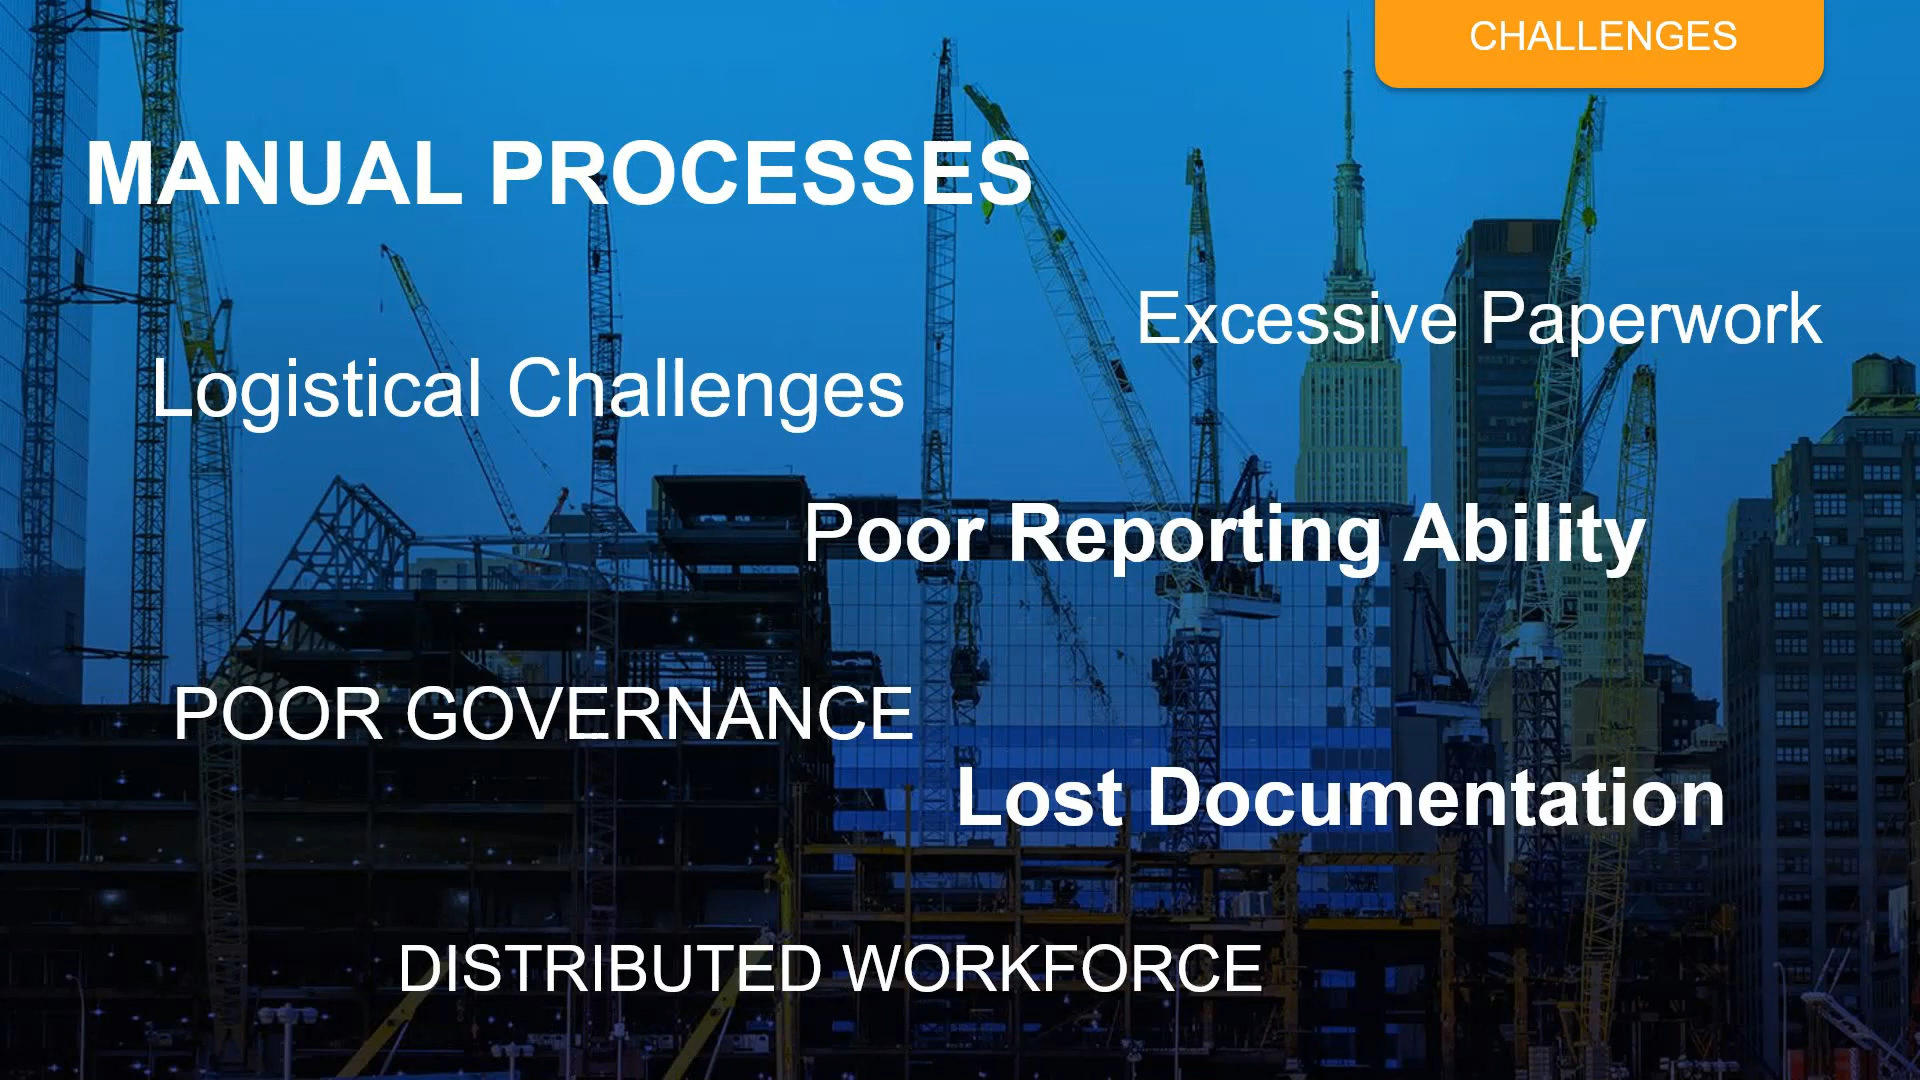 CHALLENGES
MANUAL PROCESSES
Excessive Paperwork
Logistical Challenges
Poor Reporting Ability
POOR GOVERNANCE
Lost Documentation
DISTRIBUTED WORKFORCE